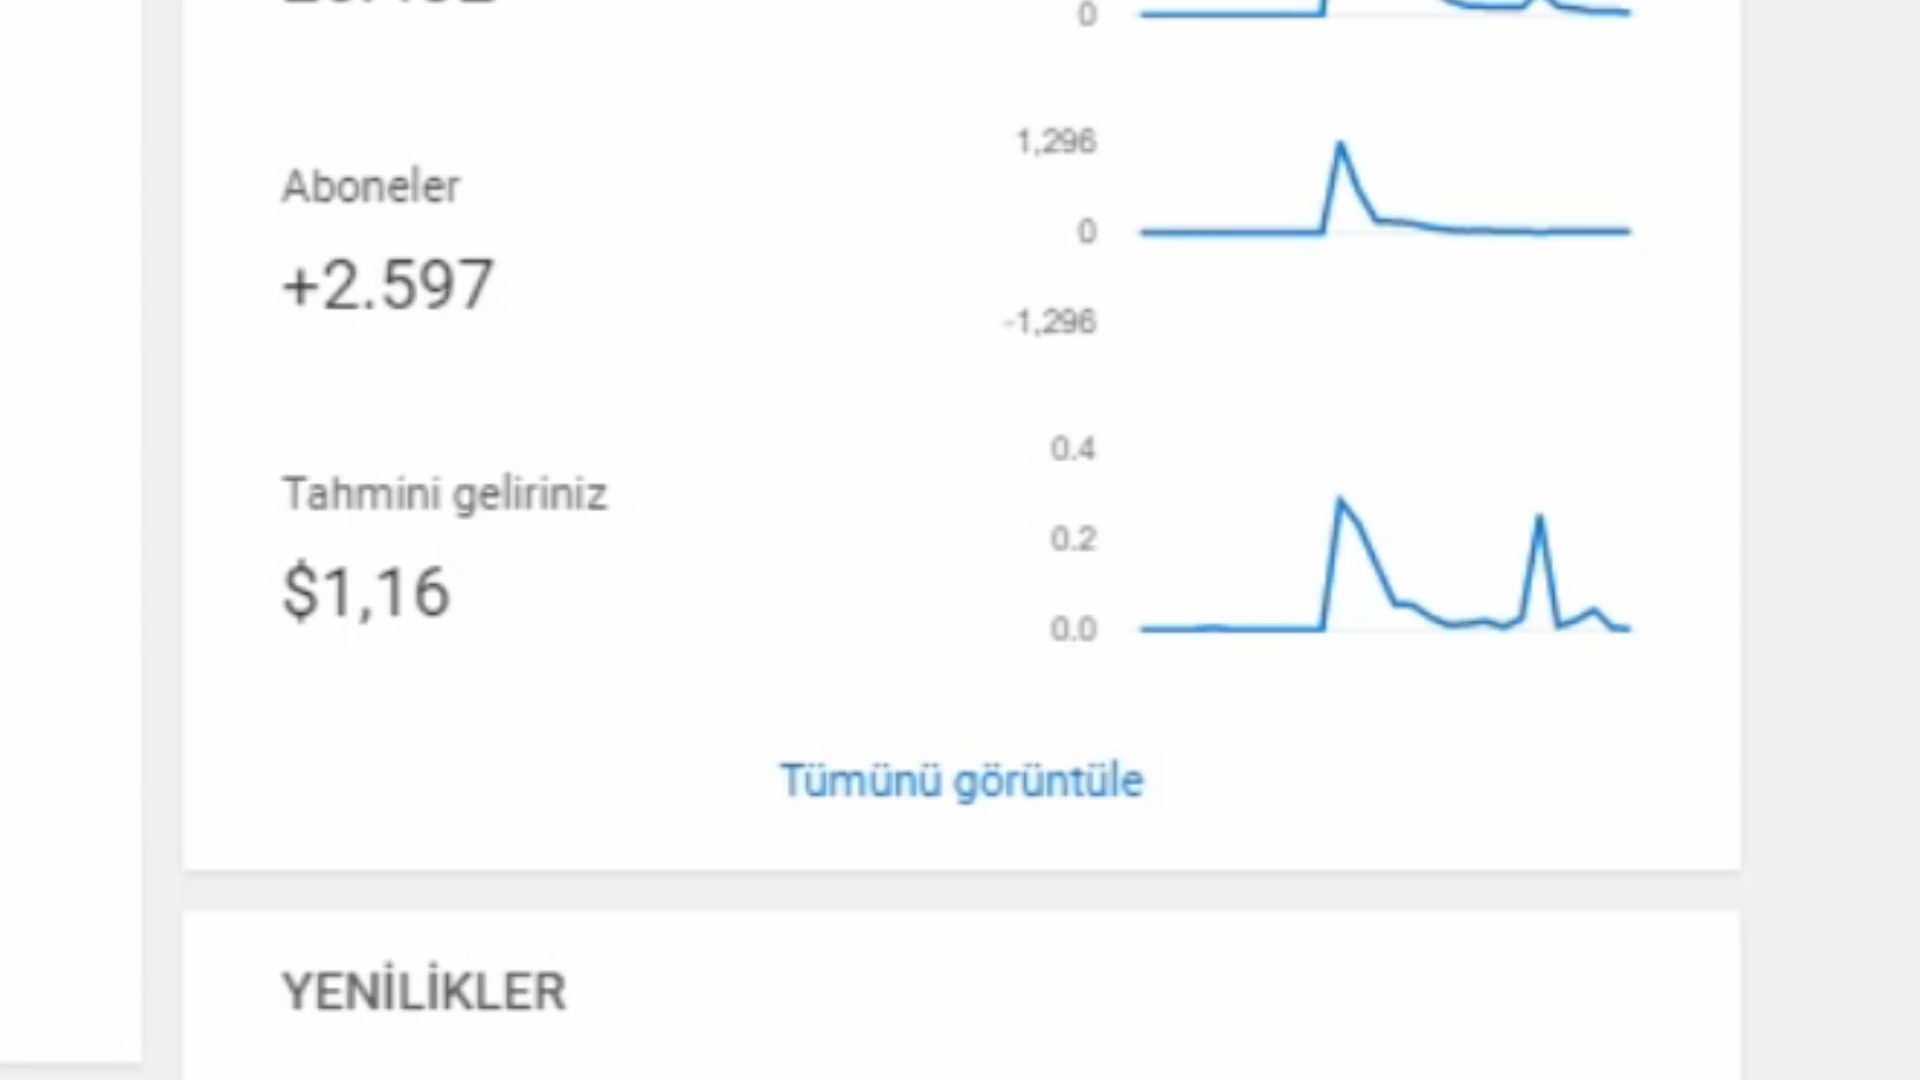 0
1,296
Aboneler
0
+2.597
-1,296
0.4
Tahmini geliriniz
0.2
$1,16
0.0
Tümünü görüntüle
YENİLİKLER